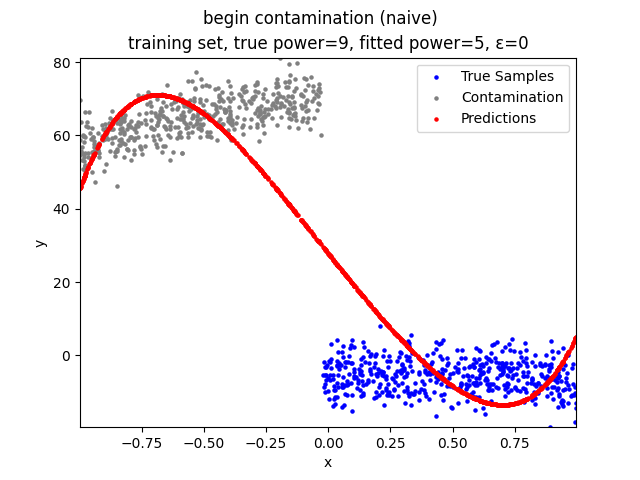 begin contamination (naive)
training set, true power=9, fitted power=5, ε=0
True Samples
Contamination
Predictions
80
60
40
20
0
y
−0.75 −0.50 −0.25 0.00 0.25 0.50 0.75
x